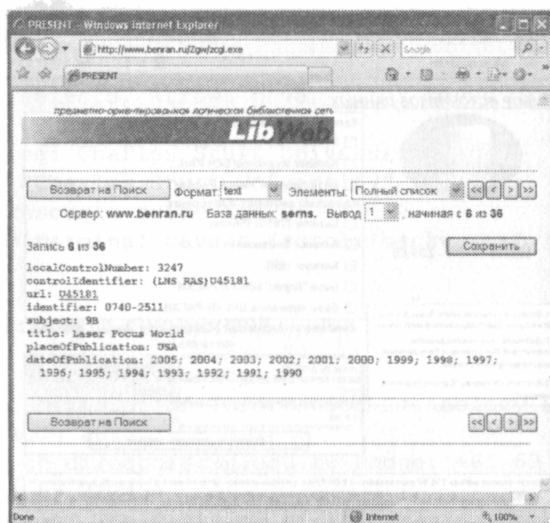 PRESENT - Windows Internet Explorer
http://www.benran.ru/Zgw/zcgi.exe
Google
PRESENT
предметно-ориентированная логическая библиотечная сеть
LibWeb
Возврат на Поиск Формат: text Элементы: Полный список << < > >>
Сервер: www.benran.ru База данных: serns. Вывод 1 , начиная с 6 из 36
Запись 6 из 36 Сохранить
localControlNumber: 3247
controlIdentifier: (LNS RAS)U45181
url: U45181
identifier: 0740-2511
subject: 9B
title: Laser Focus World
placeOfPublication: USA
dateOfPublication: 2005; 2004; 2003; 2002; 2001; 2000; 1999; 1998; 1997;
1996; 1995; 1994; 1993; 1992; 1991; 1990
Возврат на Поиск << < > >>
Done Internet 100%